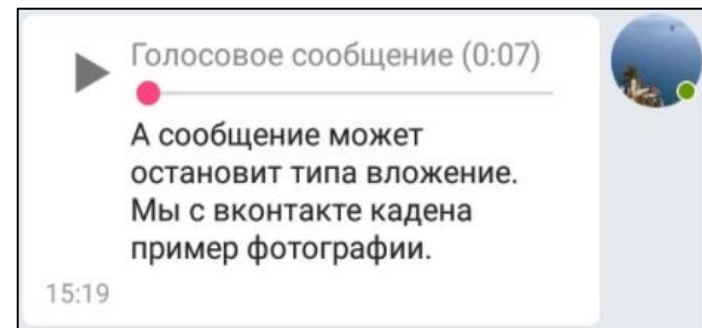 Голосовое сообщение (0:07)
А сообщение может
остановит типа вложение.
Мы с вконтакте кадена
пример фотографии.
15:19